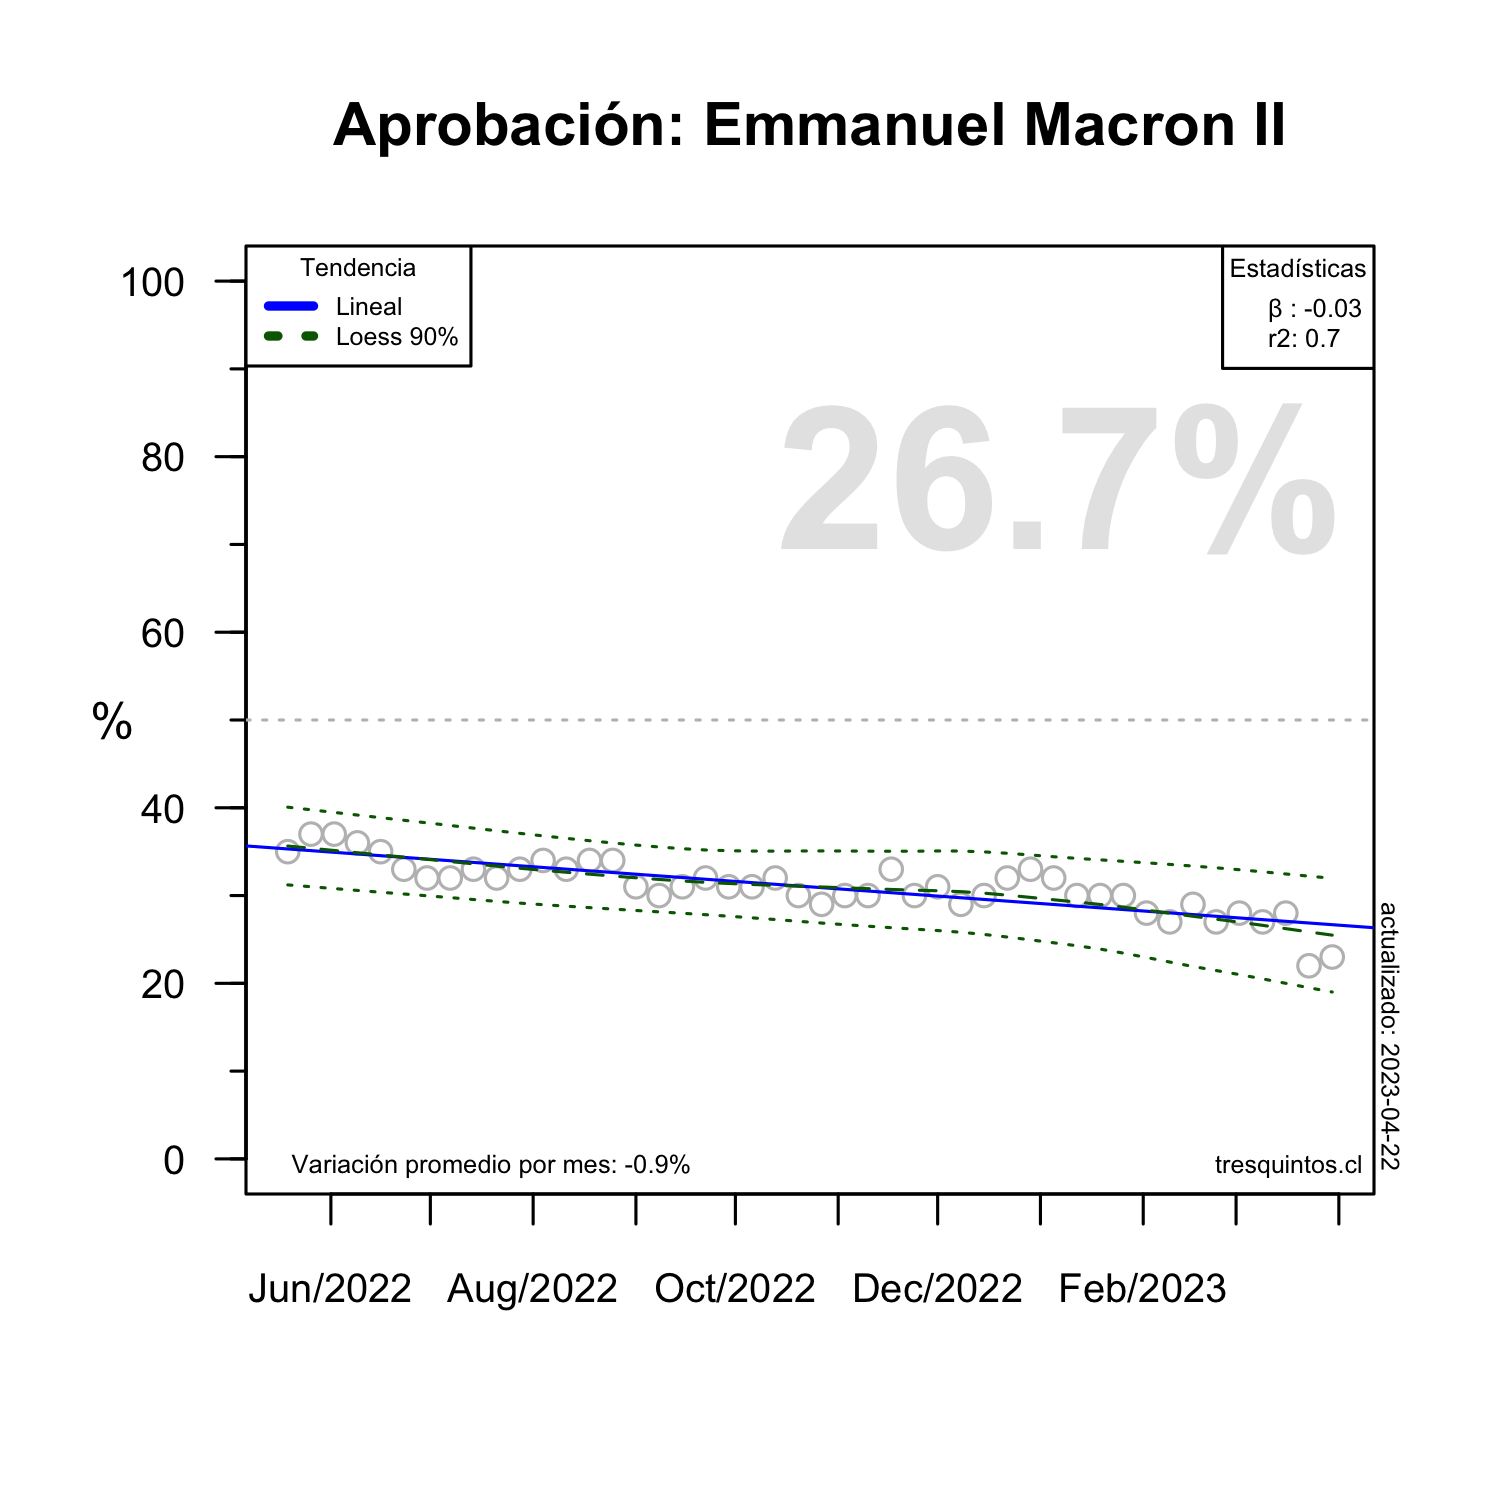 Aprobación: Emmanuel Macron II
Tendencia
Lineal
Loess 90%
Estadísticas
β : -0.03
r2: 0.7
26.7%
100
80
60
40
20
0
%
Variación promedio por mes: -0.9%
tresquintos.cl
actualizado: 2023-04-22
Jun/2022 Aug/2022 Oct/2022 Dec/2022 Feb/2023